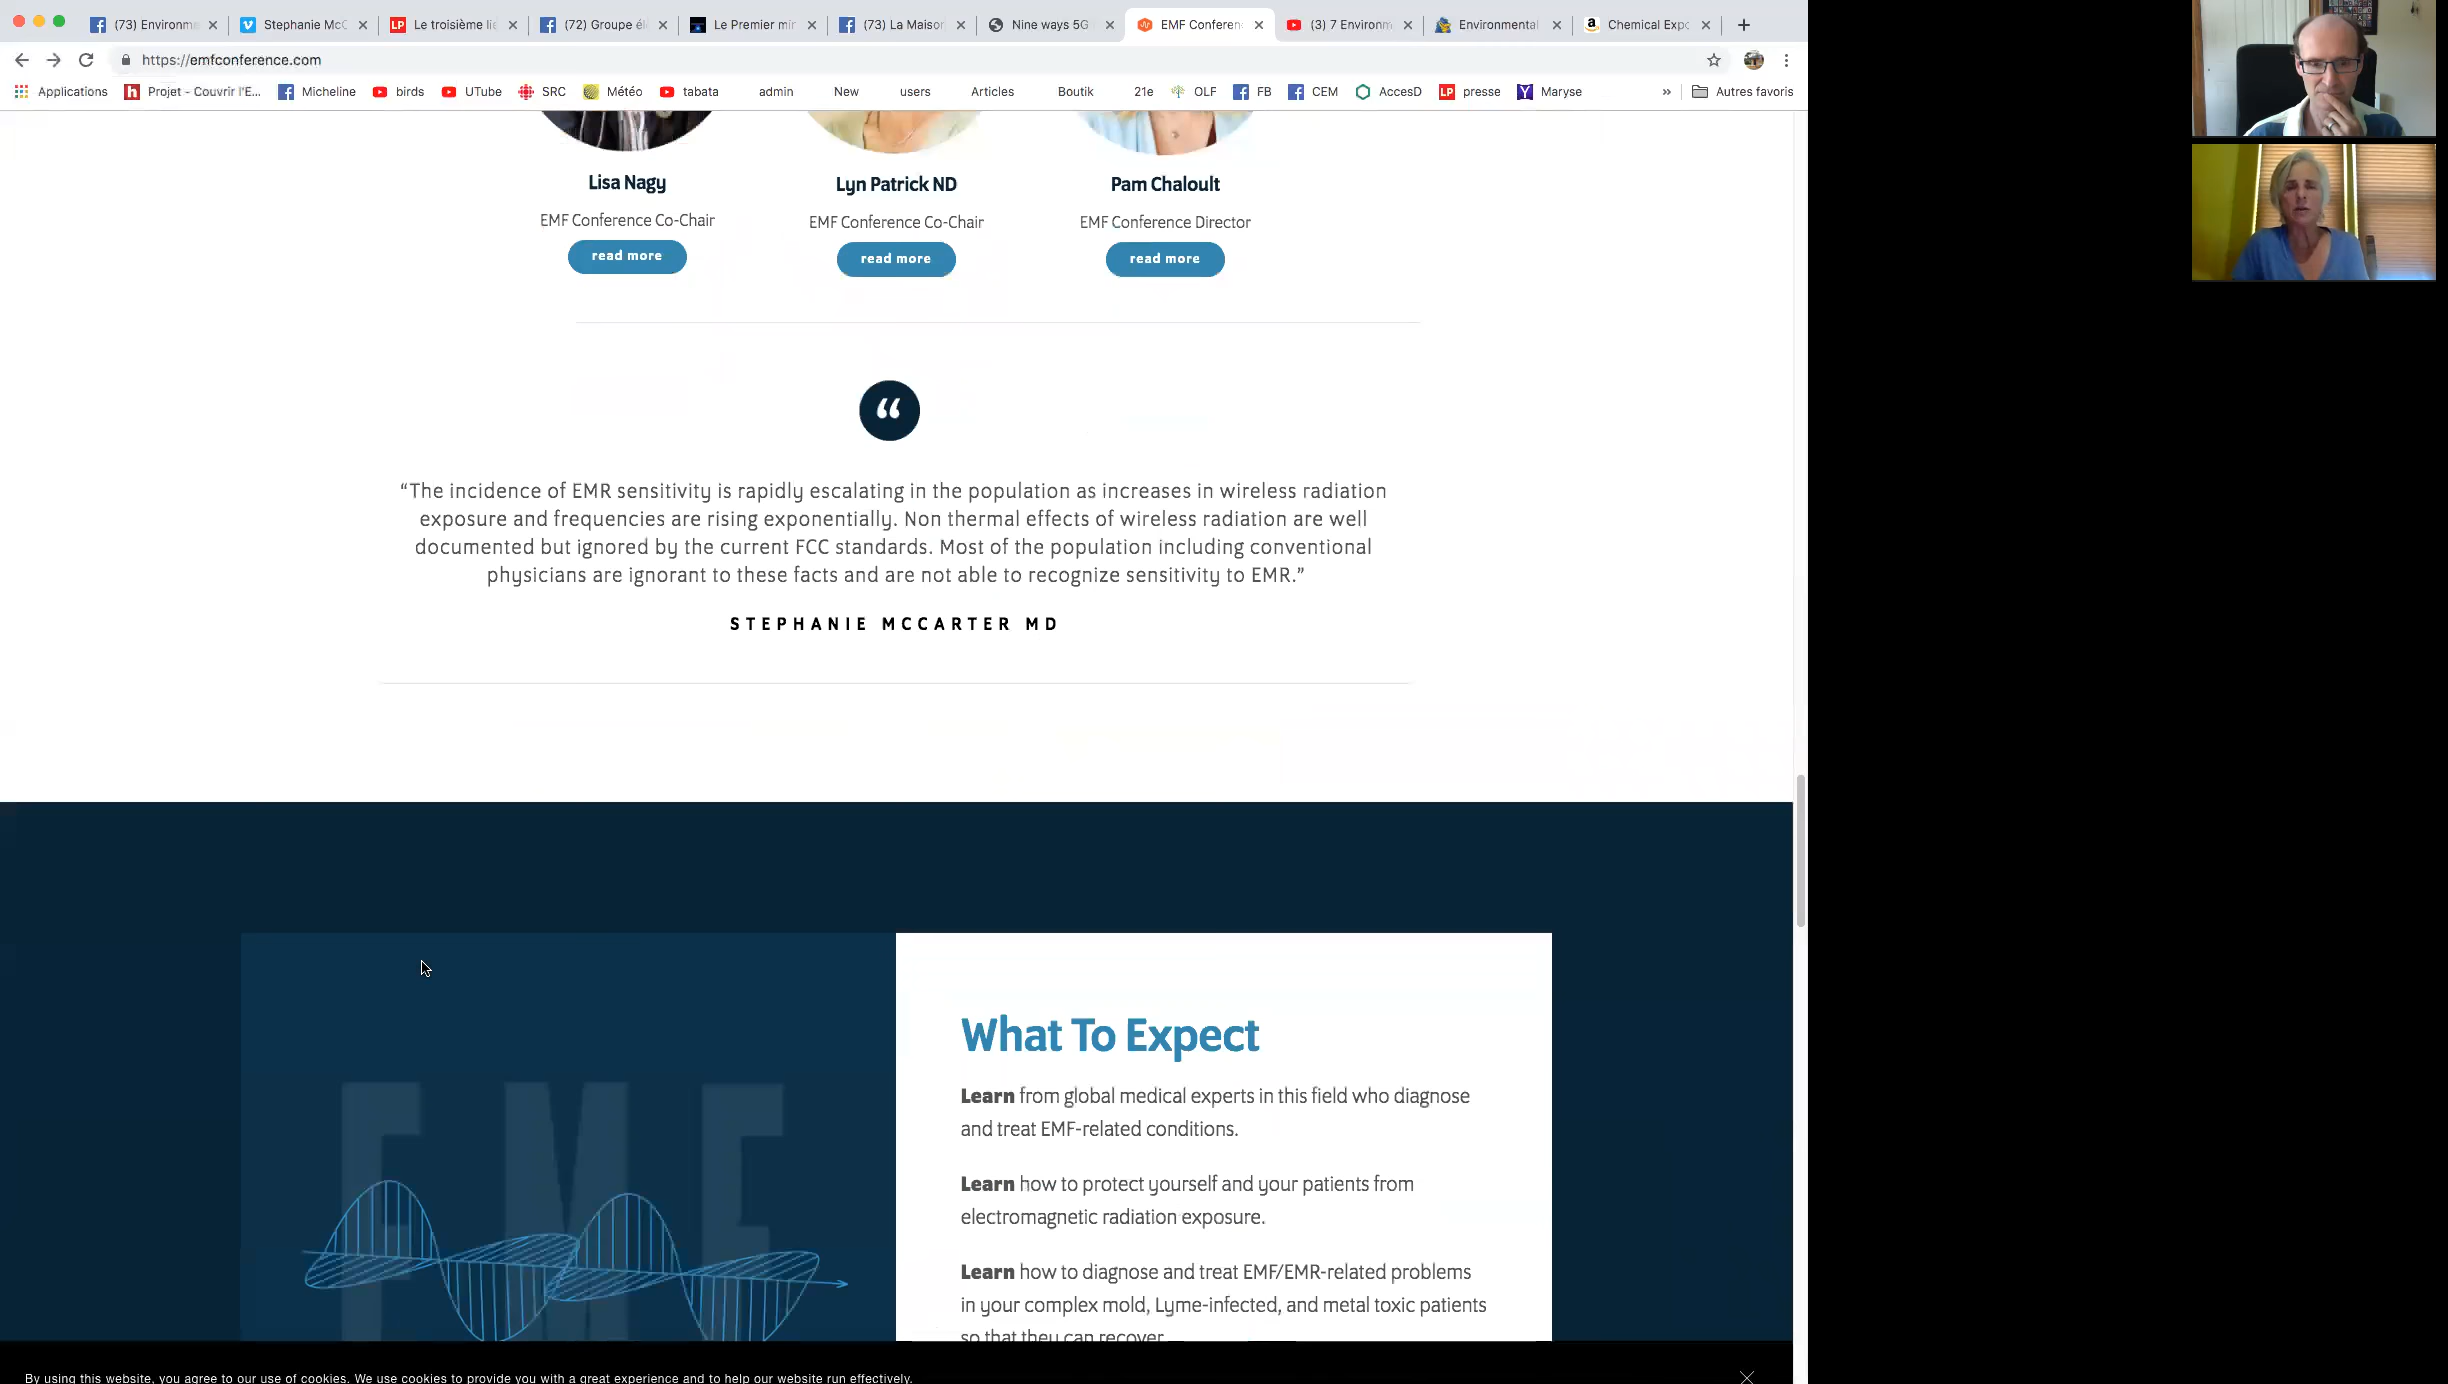 (73) Environme
Stephanie McC
LP Le troisième lie
(72) Groupe éle
Le Premier min
(73) La Maison
Nine ways 5G
EMF Conferen
(3) 7 Environm
Environmental
Chemical Expo
https://emfconference.com
Applications
Projet - Couvrir l'E...
Micheline
birds
UTube
SRC
Météo
tabata
admin
New
users
Articles
Boutik
21e
OLF
FB
CEM
AccesD
LP presse
Maryse
»
Autres favoris
Lisa Nagy
Lyn Patrick ND
Pam Chaloult
EMF Conference Co-Chair
EMF Conference Co-Chair
EMF Conference Director
read more
read more
read more
“
“The incidence of EMR sensitivity is rapidly escalating in the population as increases in wireless radiation
exposure and frequencies are rising exponentially. Non thermal effects of wireless radiation are well
documented but ignored by the current FCC standards. Most of the population including conventional
physicians are ignorant to these facts and are not able to recognize sensitivity to EMR.”
STEPHANIE MCCARTER MD
EMF
What To Expect
Learn from global medical experts in this field who diagnose
and treat EMF-related conditions.
Learn how to protect yourself and your patients from
electromagnetic radiation exposure.
Learn how to diagnose and treat EMF/EMR-related problems
in your complex mold, Lyme-infected, and metal toxic patients
so that they can recover
By using this website, you agree to our use of cookies. We use cookies to provide you with a great experience and to help our website run effectively.